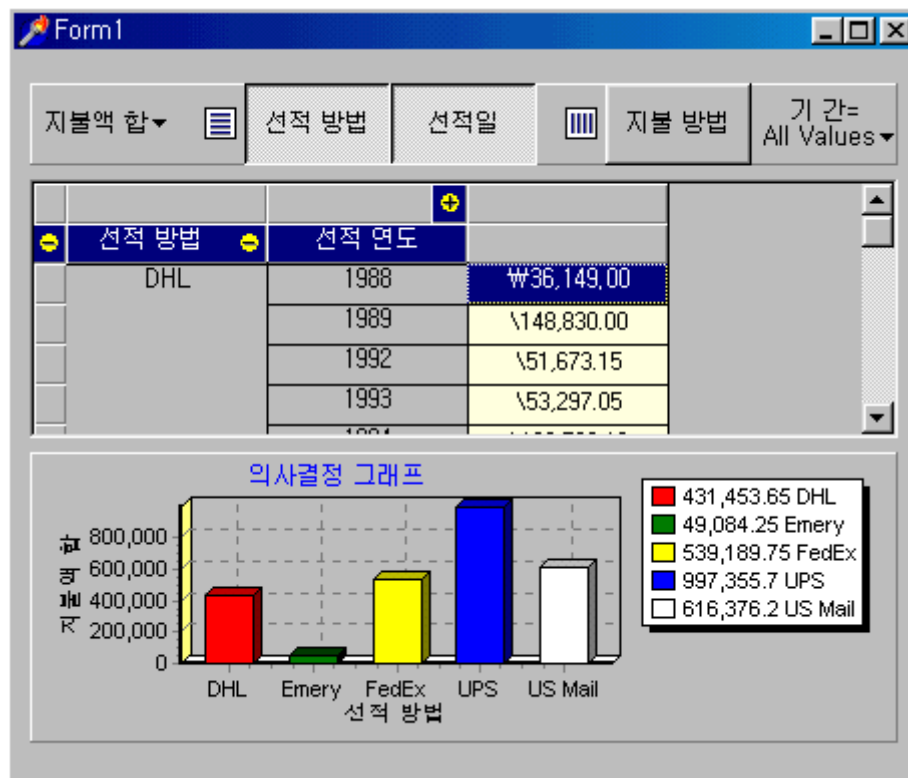 Form1
지불액 합
선적 방법
선적일
지불 방법
기 간=
All Values
선적 방법
선적 연도
DHL
1988
₩36,149,00
1989
\148,830.00
1992
\51,673.15
1993
\53,297.05
의사결정 그래프
지불액 합
800,000
600,000
400,000
200,000
0
DHL
Emery
FedEx
UPS
US Mail
선적 방법
431,453.65 DHL
49,084.25 Emery
539,189.75 FedEx
997,355.7 UPS
616,376.2 US Mail